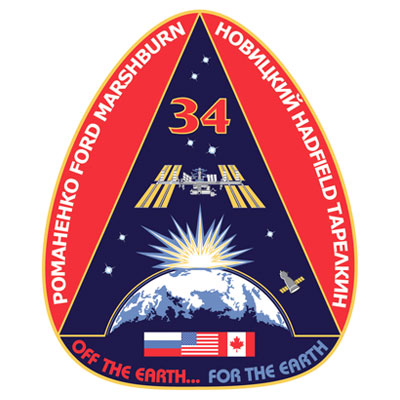 РОМАНЕНКО FORD MARSHBURN
НОВИЦКИЙ HADFIELD ТАРЕЛКИН
34
OFF THE EARTH... FOR THE EARTH